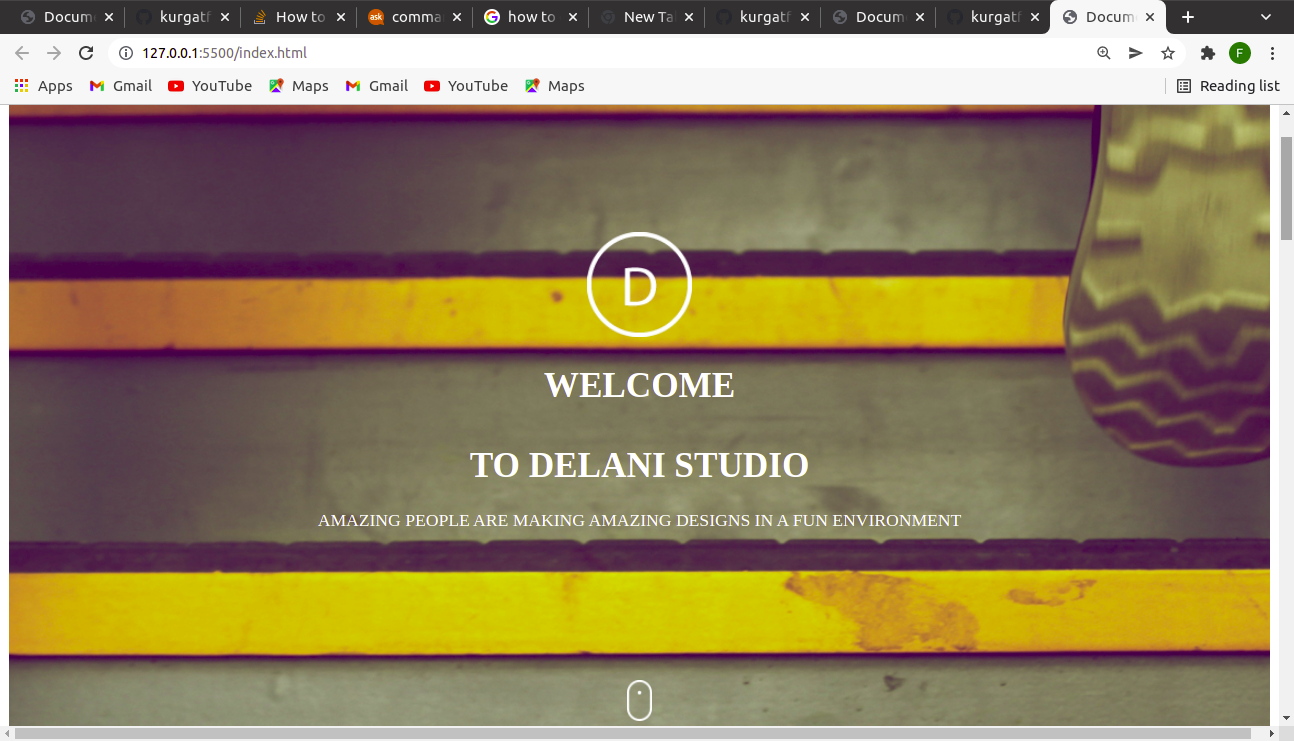 Docum
kurgatf
How to
ask
comma
how to
New Ta
kurgatf
Docum
kurgatf
Docum
127.0.0.1:5500/index.html
F
Apps
Gmail
YouTube
Maps
Gmail
YouTube
Maps
Reading list
D
WELCOME
TO DELANI STUDIO
AMAZING PEOPLE ARE MAKING AMAZING DESIGNS IN A FUN ENVIRONMENT